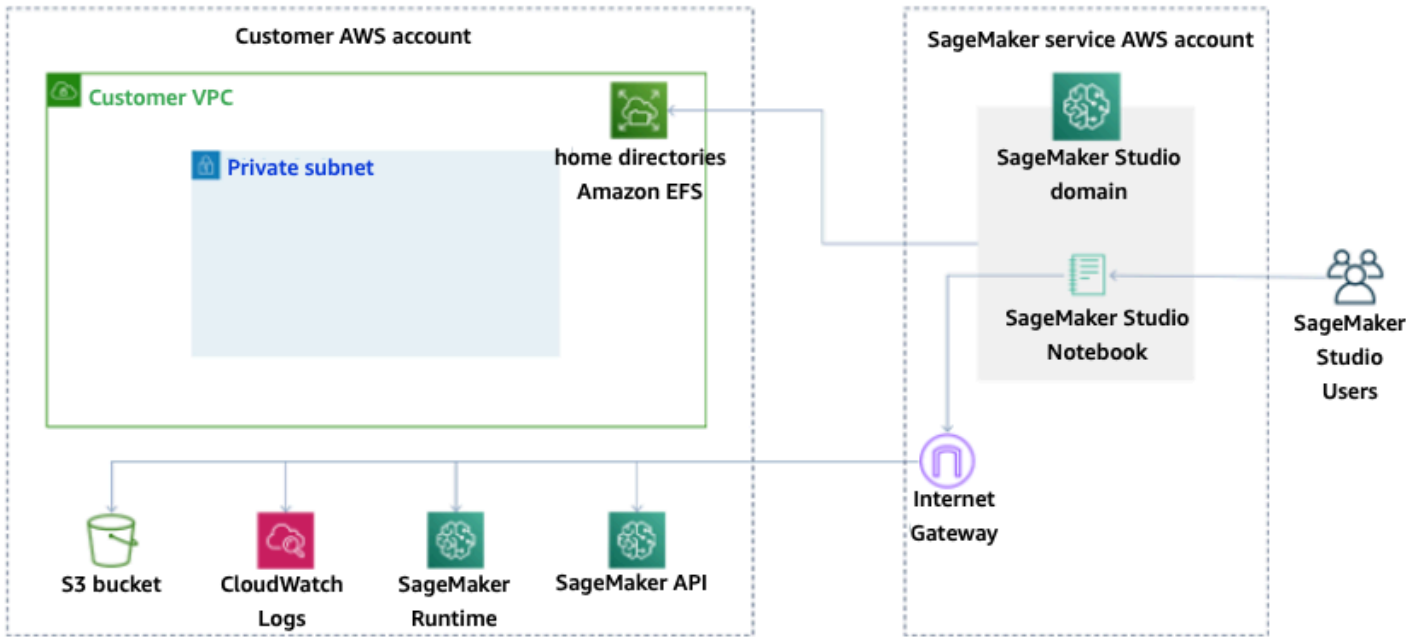 Customer AWS account
Customer VPC
Private subnet
home directories
Amazon EFS
S3 bucket
CloudWatch
Logs
SageMaker
Runtime
SageMaker API
SageMaker service AWS account
SageMaker Studio
domain
SageMaker Studio
Notebook
Internet
Gateway
SageMaker
Studio
Users